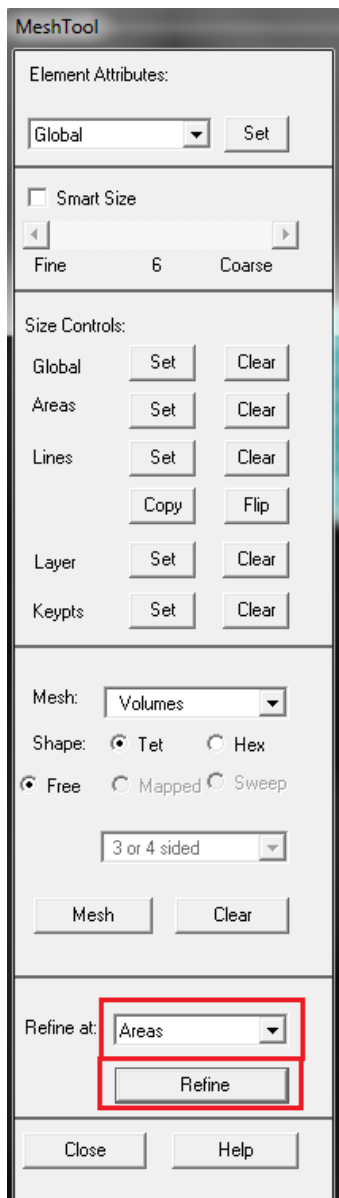 MeshTool
Element Attributes:
Global Set
Smart Size
Fine 6 Coarse
Size Controls:
Global Set Clear
Areas Set Clear
Lines Set Clear
Copy Flip
Layer Set Clear
Keypts Set Clear
Mesh: Volumes
Shape: Tet Hex
Free Mapped Sweep
3 or 4 sided
Mesh Clear
Refine at: Areas
Refine
Close Help